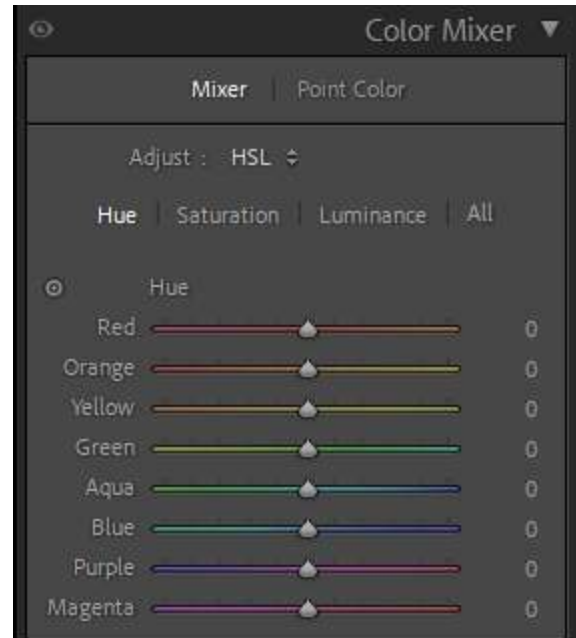 Color Mixer
Mixer | Point Color
Adjust : HSL
Hue | Saturation | Luminance | All
Hue
Red 0
Orange 0
Yellow 0
Green 0
Aqua 0
Blue 0
Purple 0
Magenta 0